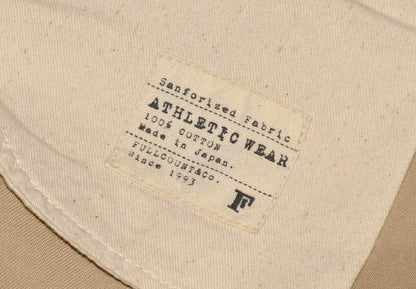 Sanforized Fabric
ATHLETIC WEAR
100% COTTON
Made in Japan.
FULLCOUNT&Co.
Since 1993
F